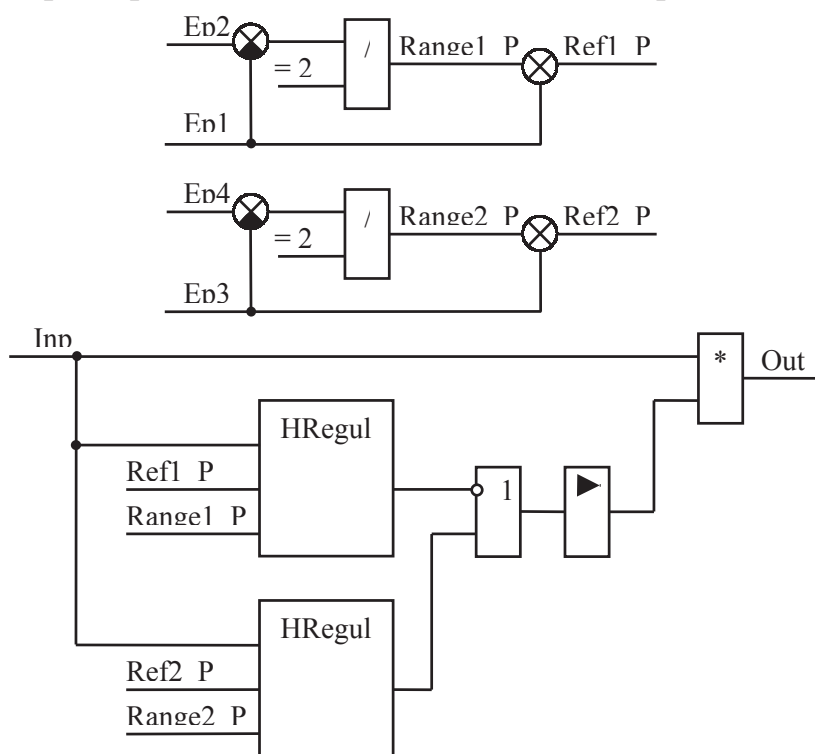 Ep2
/
Range1 P
Ref1 P
= 2
Ep1
Ep4
/
Range2 P
Ref2 P
= 2
Ep3
Inp
*
Out
HRegul
Ref1 P
Range1 P
1
HRegul
Ref2 P
Range2 P